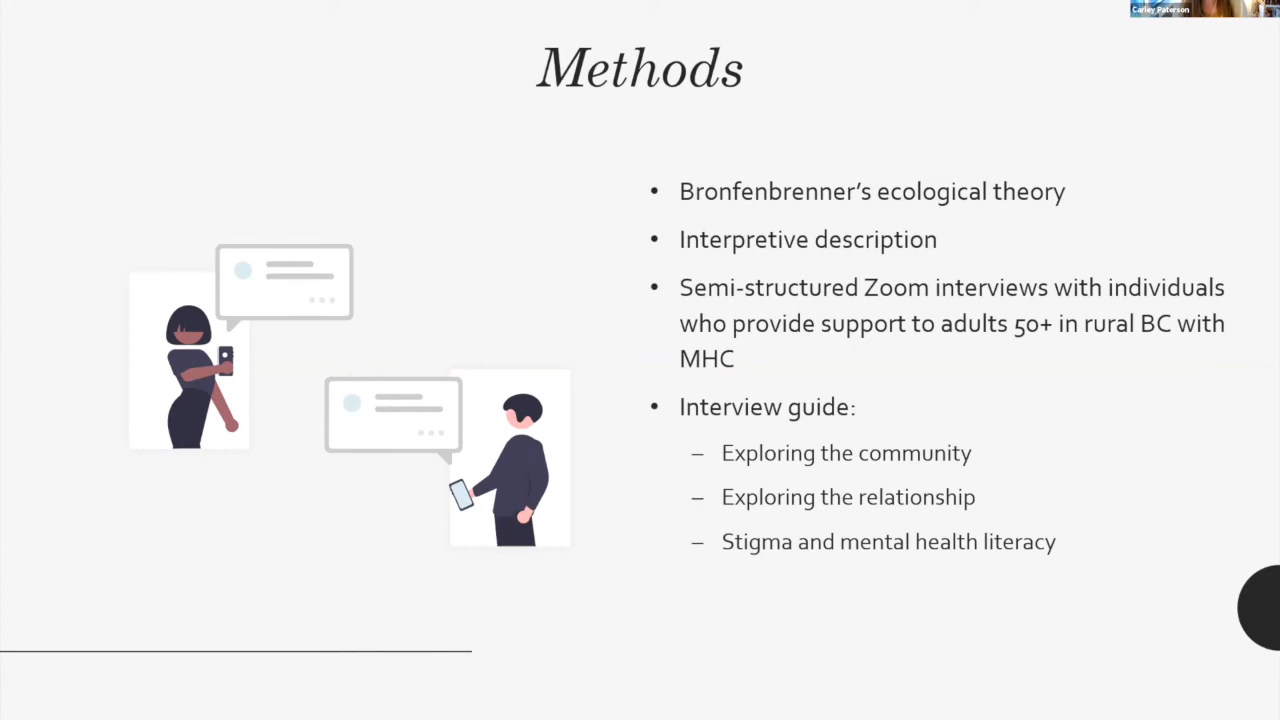 Carley Paterson
Methods
• Bronfenbrenner’s ecological theory
• Interpretive description
• Semi-structured Zoom interviews with individuals
who provide support to adults 50+ in rural BC with
MHC
• Interview guide:
– Exploring the community
– Exploring the relationship
– Stigma and mental health literacy